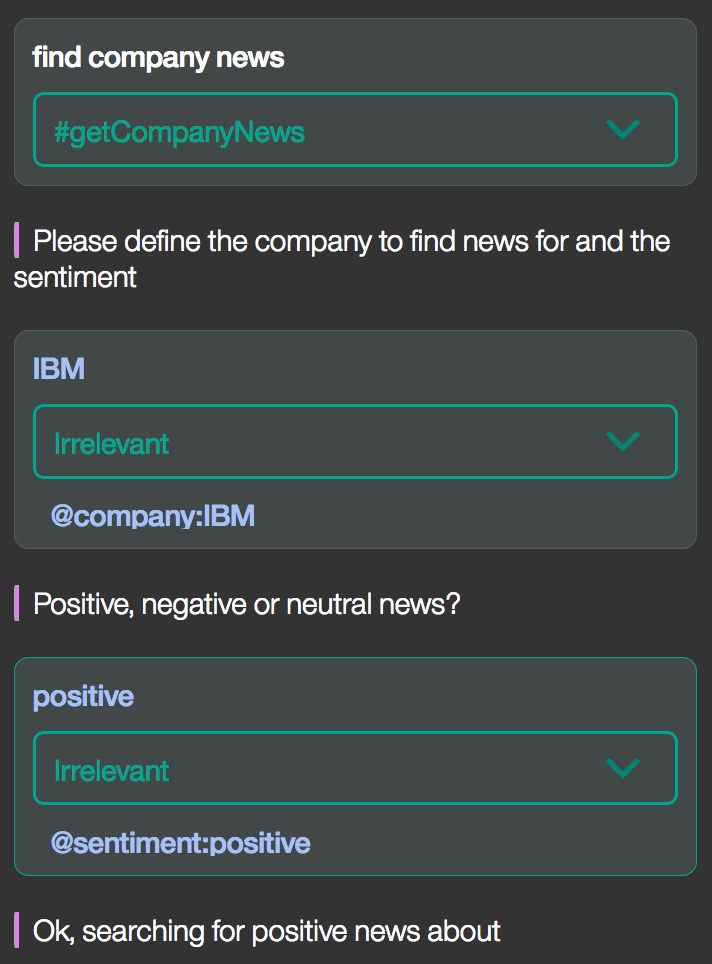 find company news
#getCompanyNews
Please define the company to find news for and the
sentiment
IBM
Irrelevant
@company:IBM
Positive, negative or neutral news?
positive
Irrelevant
@sentiment:positive
Ok, searching for positive news about